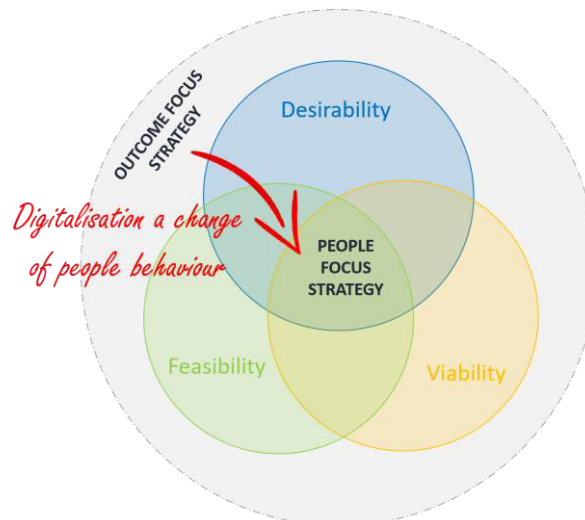 OUTCOME FOCUS
STRATEGY
Desirability
Digitalisation a change
of people behaviour
PEOPLE
FOCUS
STRATEGY
Feasibility
Viability